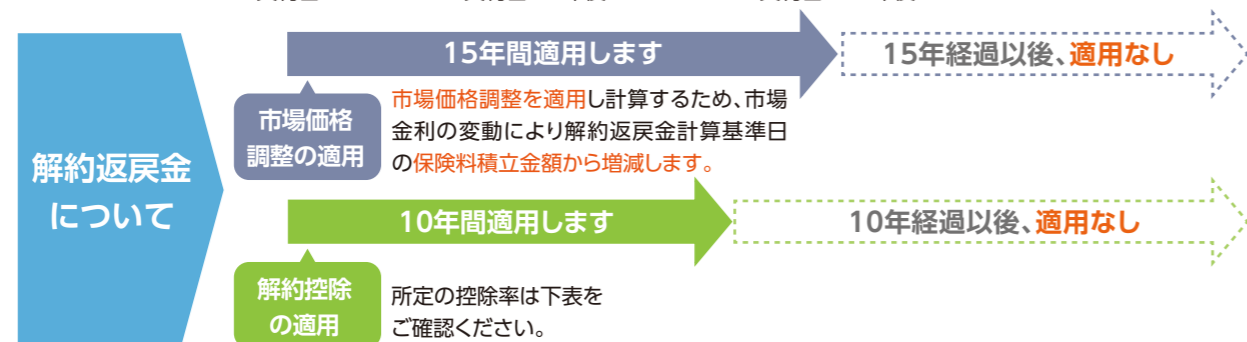 解約返戻金
について
15年間適用します
15年経過以後、適用なし
市場価格
調整の適用
市場価格調整を適用し計算するため、市場
金利の変動により解約返戻金計算基準日
の保険料積立金額から増減します。
10年間適用します
10年経過以後、適用なし
解約控除
の適用
所定の控除率は下表を
ご確認ください。